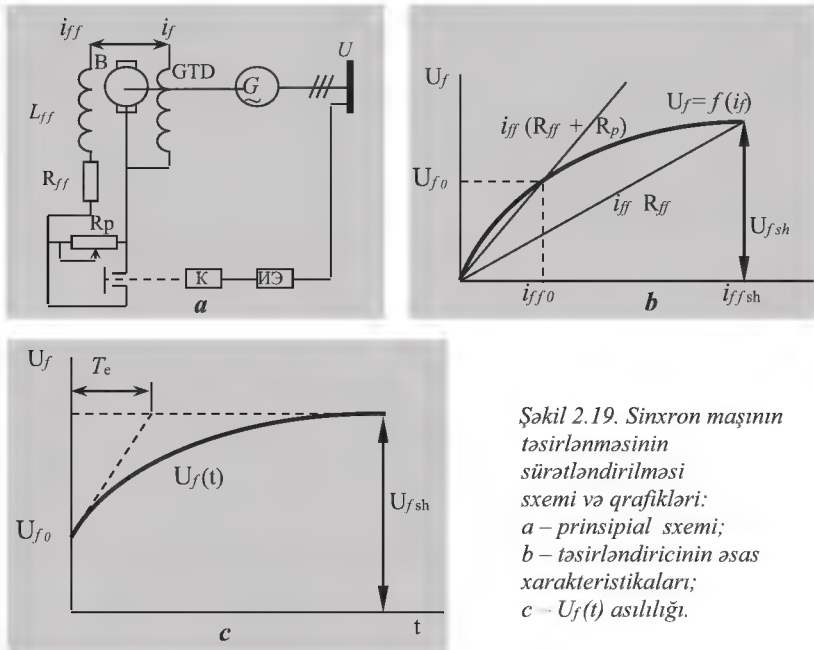 i_ff i_f
U
B
GTD
G
L_ff
R_ff
Rp
К
ИЭ
a
U_f
U_f = f (i_f)
i_ff (R_ff + R_p)
U_f0
i_ff R_ff
U_fsh
i_ff0
i_ffsh
b
U_f
T_e
U_f(t)
U_fsh
U_f0
c
t
Şəkil 2.19. Sinxron maşının
təsirlənməsinin
sürətləndirilməsi
sxemi və qrafikləri:
a – prinsipial sxemi;
b – təsirləndiricinin əsas
xarakteristikaları;
c – U_f(t) asılılığı.